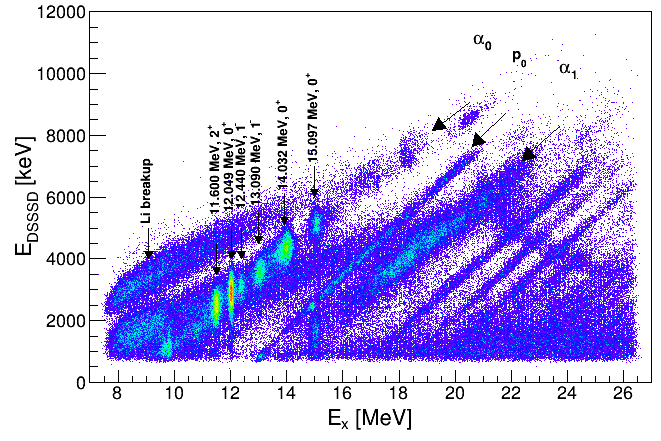 12000
10000
8000
6000
4000
2000
0
E_DSSSD [keV]
8 10 12 14 16 18 20 22 24 26
E_x [MeV]
Li breakup
11.600 MeV, 2⁺
12.049 MeV, 0⁺
12.440 MeV, 1⁻
13.090 MeV, 1⁻
14.032 MeV, 0⁺
15.097 MeV, 0⁺
α₀
p₀
α₁